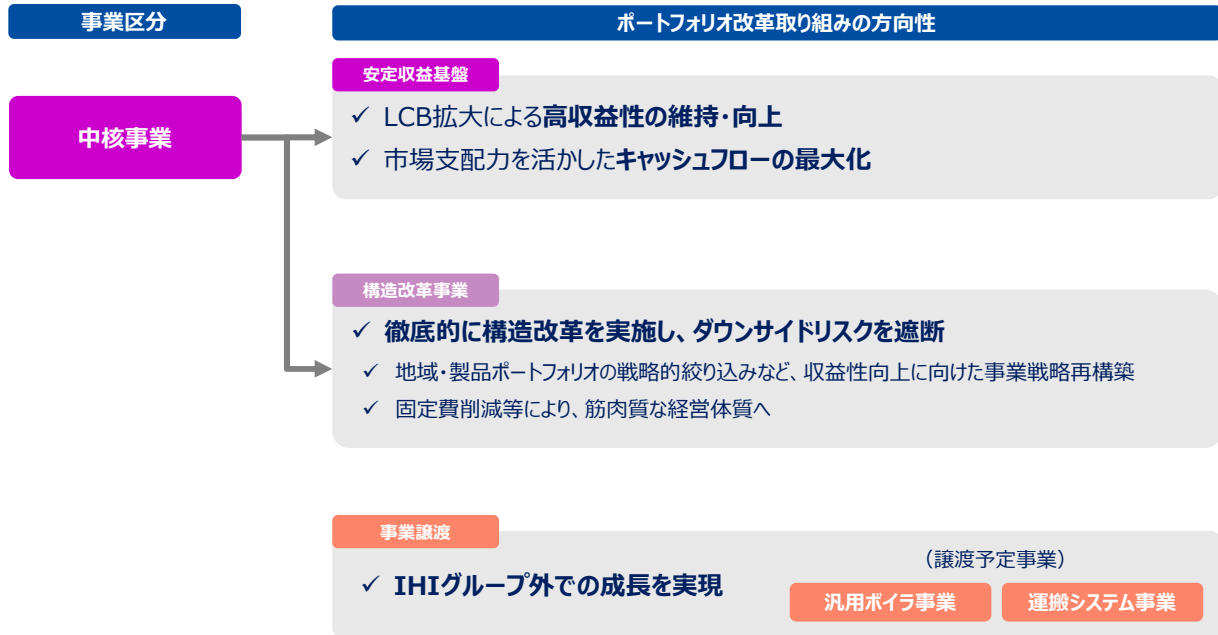 事業区分
ポートフォリオ改革取り組みの方向性
中核事業
安定収益基盤
✓ LCB拡大による高収益性の維持・向上
✓ 市場支配力を活かしたキャッシュフローの最大化
構造改革事業
✓ 徹底的に構造改革を実施し、ダウンサイドリスクを遮断
✓ 地域・製品ポートフォリオの戦略的絞り込みなど、収益性向上に向けた事業戦略再構築
✓ 固定費削減等により、筋肉質な経営体質へ
事業譲渡
✓ IHIグループ外での成長を実現
（譲渡予定事業）
汎用ボイラ事業
運搬システム事業